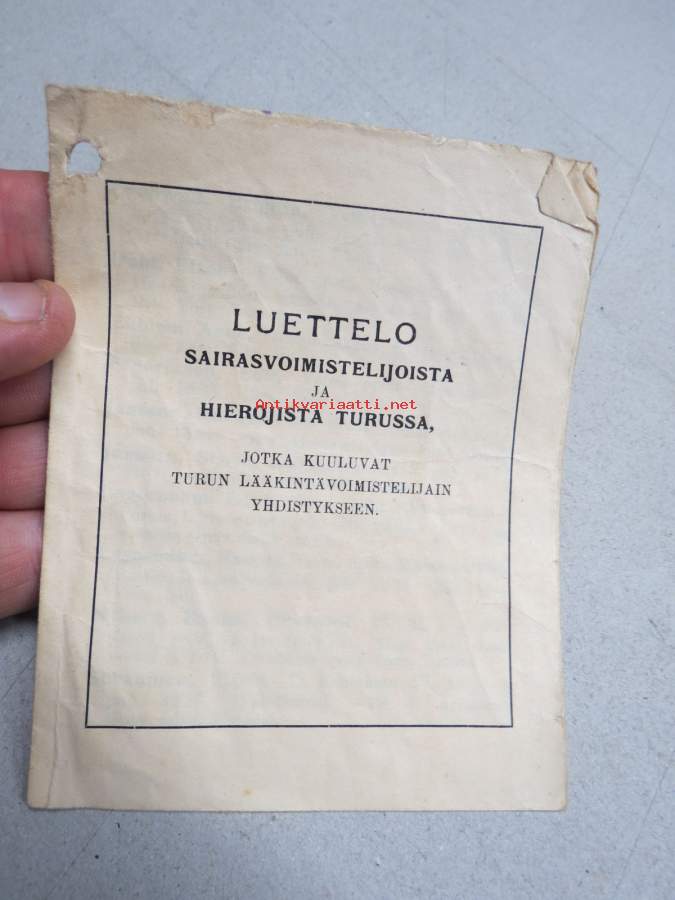 LUETTELO
SAIRASVOIMISTELIJOISTA
JA
Antikvariaatti.net
HIEROJISTA TURUSSA,
JOTKA KUULUVAT
TURUN LÄÄKINTÄVOIMISTELIJAIN
YHDISTYKSEEN.